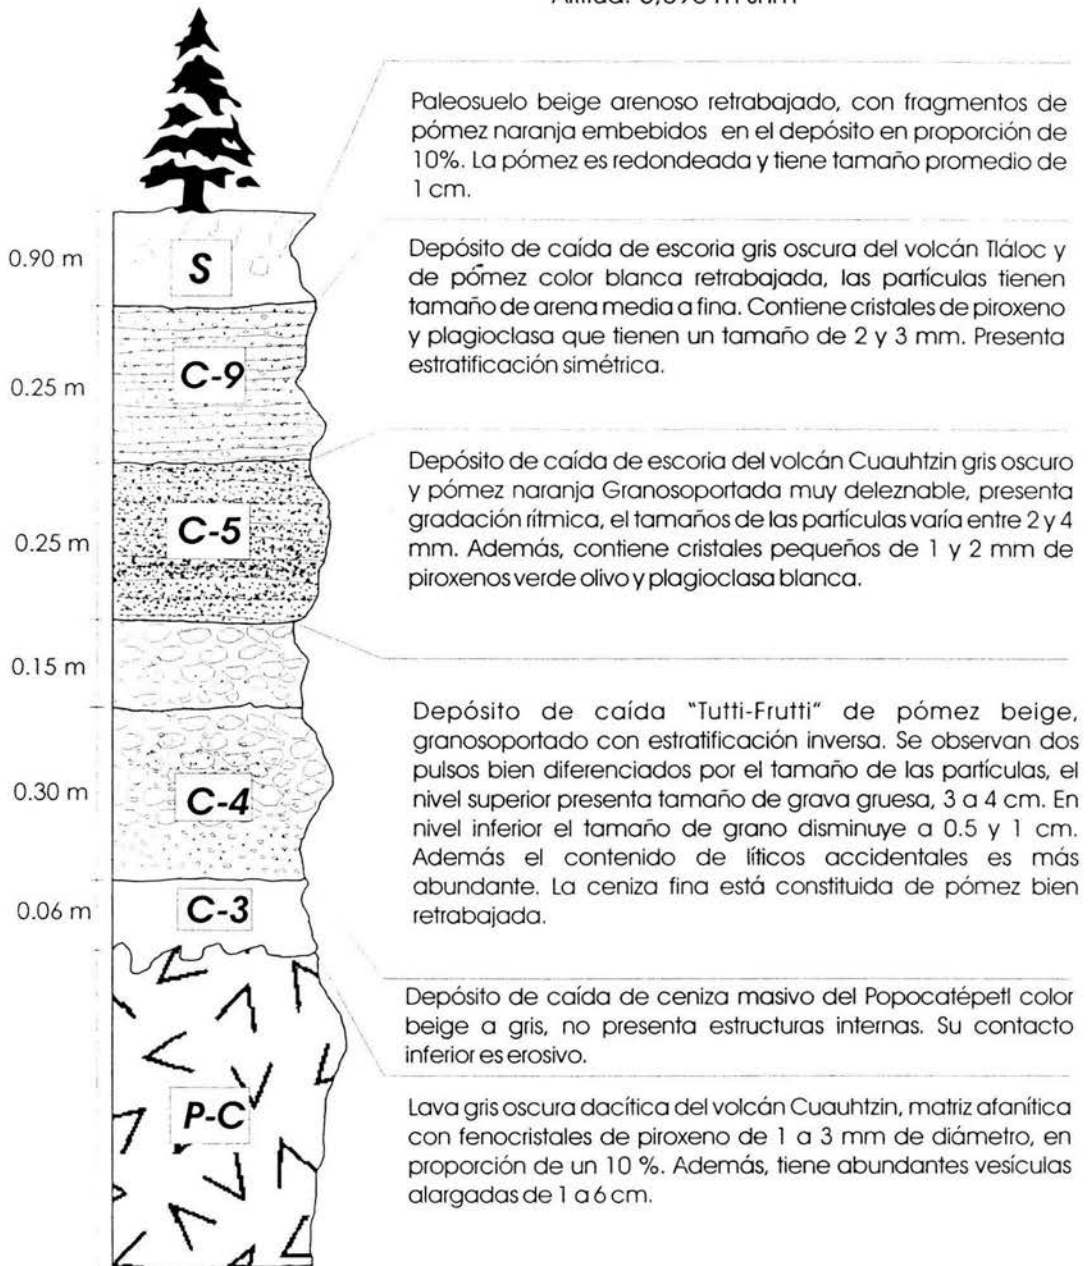 Paleosuelo beige arenoso retrabajado, con fragmentos de
pómez naranja embebidos en el depósito en proporción de
10%. La pómez es redondeada y tiene tamaño promedio de
1 cm.
0.90 m
S
Depósito de caída de escoria gris oscura del volcán Tláloc y
de pómez color blanca retrabajada, las partículas tienen
tamaño de arena media a fina. Contiene cristales de piroxeno
y plagioclasa que tienen un tamaño de 2 y 3 mm. Presenta
estratificación simétrica.
0.25 m
C-9
Depósito de caída de escoria del volcán Cuauhtzin gris oscuro
y pómez naranja Granosoportada muy deleznable, presenta
gradación rítmica, el tamaños de las partículas varía entre 2 y 4
mm. Además, contiene cristales pequeños de 1 y 2 mm de
piroxenos verde olivo y plagioclasa blanca.
0.25 m
C-5
0.15 m
Depósito de caída "Tutti-Frutti" de pómez beige,
granosoportado con estratificación inversa. Se observan dos
pulsos bien diferenciados por el tamaño de las partículas, el
nivel superior presenta tamaño de grava gruesa, 3 a 4 cm. En
nivel inferior el tamaño de grano disminuye a 0.5 y 1 cm.
Además el contenido de líticos accidentales es más
abundante. La ceniza fina está constituida de pómez bien
retrabajada.
0.30 m
C-4
0.06 m
C-3
Depósito de caída de ceniza masivo del Popocatépetl color
beige a gris, no presenta estructuras internas. Su contacto
inferior es erosivo.
P-C
Lava gris oscura dacítica del volcán Cuauhtzin, matriz afanítica
con fenocristales de piroxeno de 1 a 3 mm de diámetro, en
proporción de un 10 %. Además, tiene abundantes vesículas
alargadas de 1 a 6 cm.